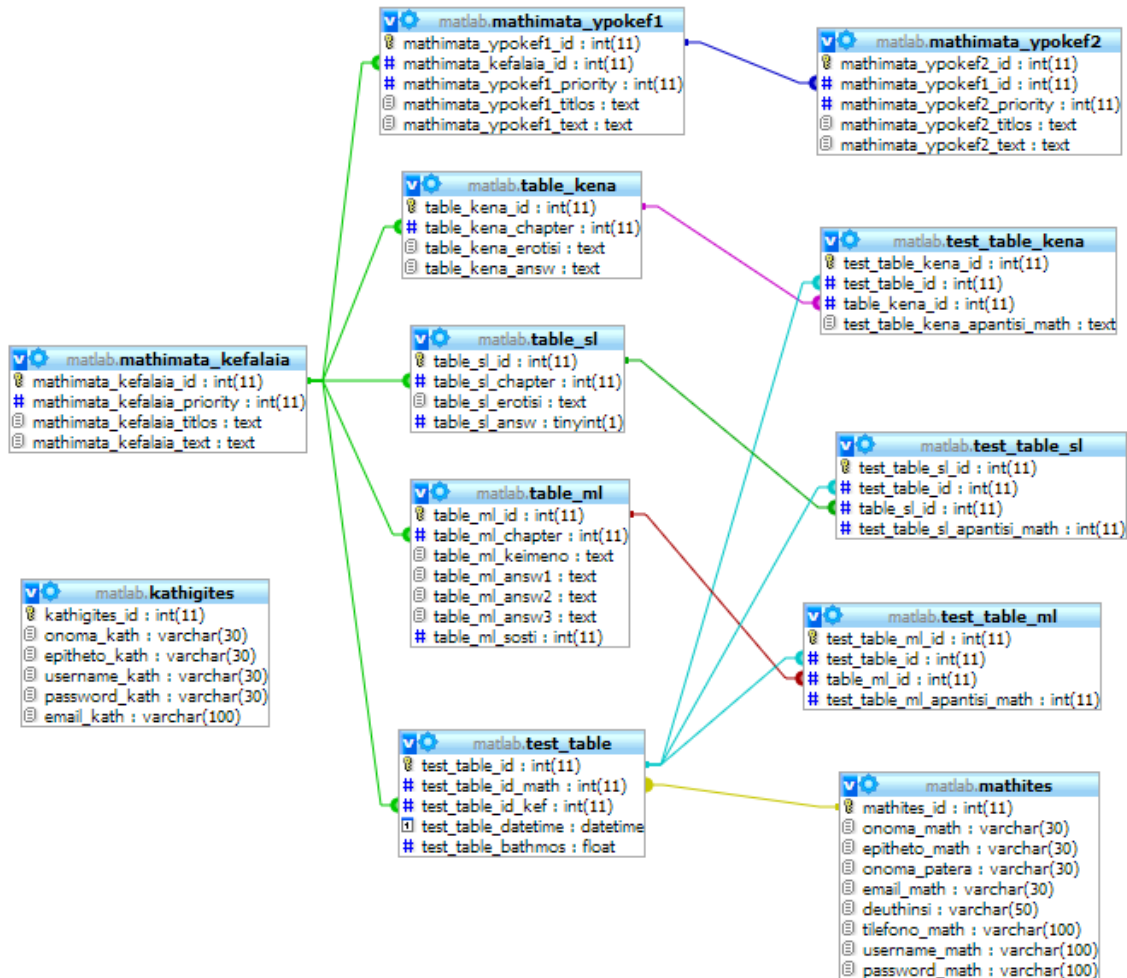 matlab.mathimata_ypokef1
mathimata_ypokef1_id : int(11)
mathimata_kefalaia_id : int(11)
mathimata_ypokef1_priority : int(11)
mathimata_ypokef1_titlos : text
mathimata_ypokef1_text : text
matlab.mathimata_ypokef2
mathimata_ypokef2_id : int(11)
mathimata_ypokef1_id : int(11)
mathimata_ypokef2_priority : int(11)
mathimata_ypokef2_titlos : text
mathimata_ypokef2_text : text
matlab.table_kena
table_kena_id : int(11)
table_kena_chapter : int(11)
table_kena_erotisi : text
table_kena_answ : text
matlab.test_table_kena
test_table_kena_id : int(11)
test_table_id : int(11)
table_kena_id : int(11)
test_table_kena_apantisi_math : text
matlab.mathimata_kefalaia
mathimata_kefalaia_id : int(11)
mathimata_kefalaia_priority : int(11)
mathimata_kefalaia_titlos : text
mathimata_kefalaia_text : text
matlab.table_sl
table_sl_id : int(11)
table_sl_chapter : int(11)
table_sl_erotisi : text
table_sl_answ : tinyint(1)
matlab.test_table_sl
test_table_sl_id : int(11)
test_table_id : int(11)
table_sl_id : int(11)
test_table_sl_apantisi_math : int(11)
matlab.table_ml
table_ml_id : int(11)
table_ml_chapter : int(11)
table_ml_keimeno : text
table_ml_answ1 : text
table_ml_answ2 : text
table_ml_answ3 : text
table_ml_sosti : int(11)
matlab.kathigites
kathigites_id : int(11)
onoma_kath : varchar(30)
epitheto_kath : varchar(30)
username_kath : varchar(30)
password_kath : varchar(30)
email_kath : varchar(100)
matlab.test_table_ml
test_table_ml_id : int(11)
test_table_id : int(11)
table_ml_id : int(11)
test_table_ml_apantisi_math : int(11)
matlab.test_table
test_table_id : int(11)
test_table_id_math : int(11)
test_table_id_kef : int(11)
test_table_datetime : datetime
test_table_bathmos : float
matlab.mathites
mathites_id : int(11)
onoma_math : varchar(30)
epitheto_math : varchar(30)
onoma_patera : varchar(30)
email_math : varchar(30)
deuthinsi : varchar(50)
tilefono_math : varchar(100)
username_math : varchar(100)
password_math : varchar(100)